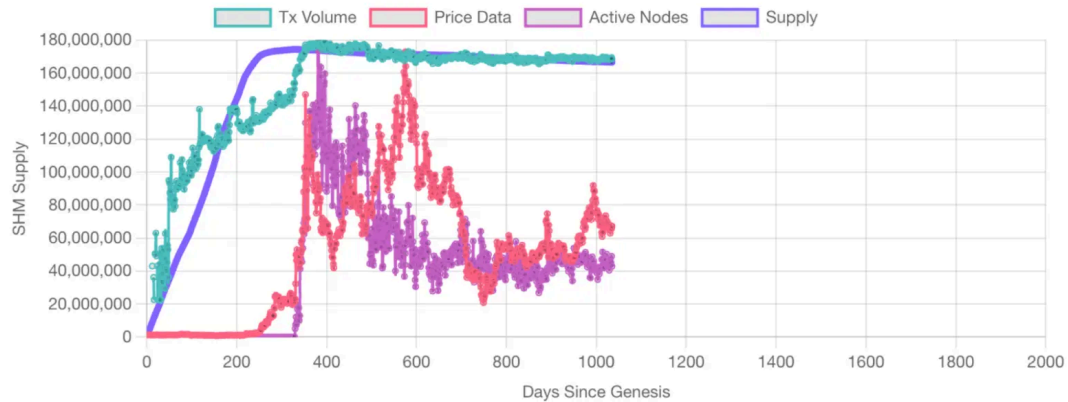 Tx Volume Price Data Active Nodes Supply
180,000,000
160,000,000
140,000,000
120,000,000
100,000,000
80,000,000
60,000,000
40,000,000
20,000,000
0
SHM Supply
0 200 400 600 800 1000 1200 1400 1600 1800 2000
Days Since Genesis